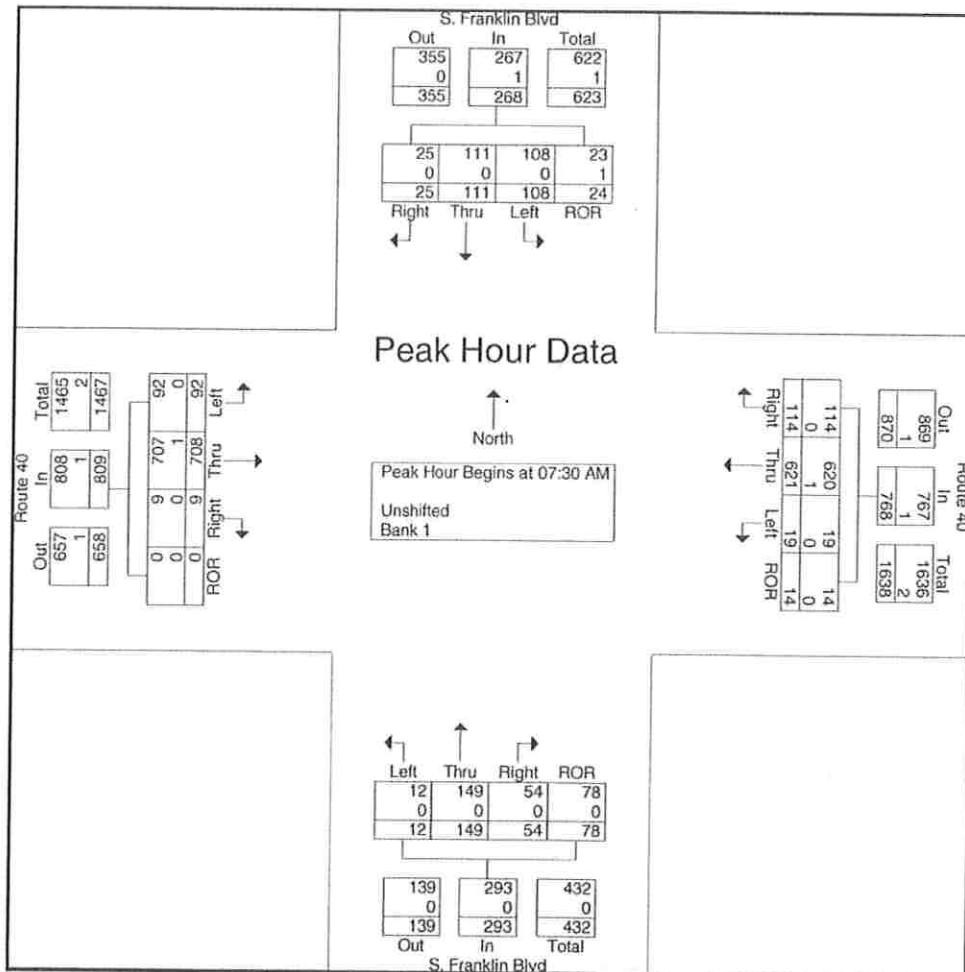 S. Franklin Blvd
Out In Total
355 267 622
0 1 1
355 268 623
25 111 108 23
0 0 0 1
25 111 108 24
Right Thru Left ROR
Peak Hour Data
North
Peak Hour Begins at 07:30 AM
Unshifted
Bank 1
Route 40
Total In Out
1465 808 657
2 1 1
1467 809 658
92 707 9 0
0 1 0 0
92 708 9 0
Left Thru Right ROR
Route 40
Out In Total
869 767 1636
1 1 2
870 768 1638
114 620 19 14
0 1 0 0
114 621 19 14
Right Thru Left ROR
Left Thru Right ROR
12 149 54 78
0 0 0 0
12 149 54 78
139 293 432
0 0 0
139 293 432
Out In Total
S. Franklin Blvd